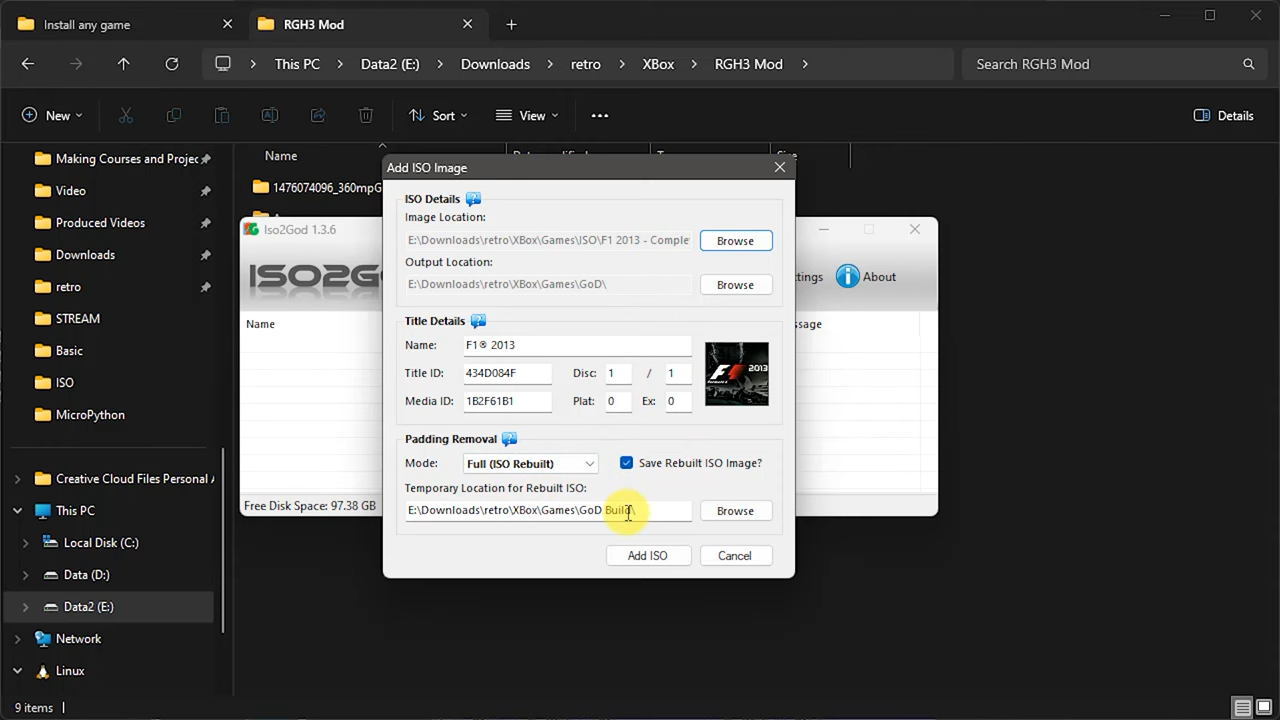 Install any game
RGH3 Mod
This PC
Data2 (E:)
Downloads
retro
XBox
RGH3 Mod
Search RGH3 Mod
New
Sort
View
Details
Making Courses and Projec
Video
Produced Videos
Downloads
retro
STREAM
Basic
ISO
MicroPython
Creative Cloud Files Personal
This PC
Local Disk (C:)
Data (D:)
Data2 (E:)
Network
Linux
9 items
Name
1476074096_360mpG
Iso2God 1.3.6
ISO2G
About
Name
Free Disk Space: 97.38 GB
Add ISO Image
ISO Details
Image Location:
E:\Downloads\retro\XBox\Games\ISO\F1 2013 - Comple
Browse
Output Location:
E:\Downloads\retro\XBox\Games\GoD\
Browse
Title Details
Name: F1® 2013
Title ID: 434D084F Disc: 1 / 1
Media ID: 1B2F61B1 Plat: 0 Ex: 0
F1 2013
Padding Removal
Mode: Full (ISO Rebuilt) Save Rebuilt ISO Image?
Temporary Location for Rebuilt ISO:
E:\Downloads\retro\XBox\Games\GoD Build\
Browse
Add ISO
Cancel